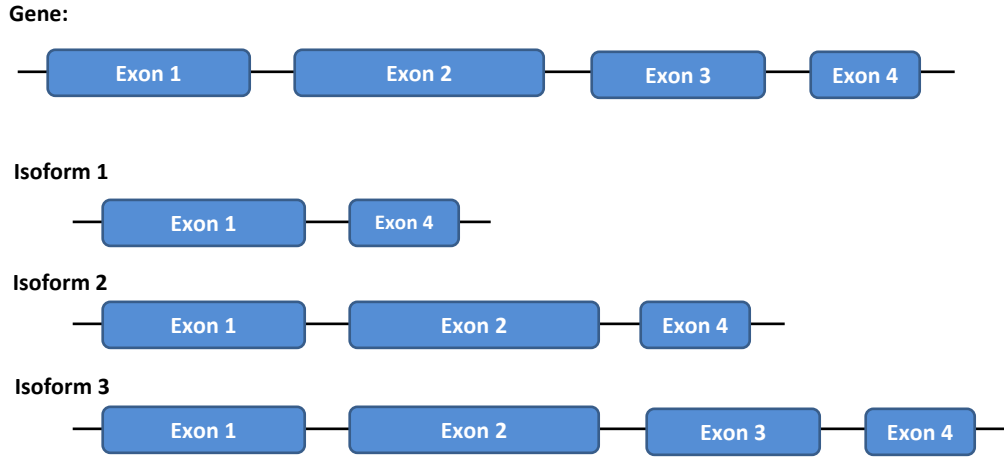 Gene:
Exon 1 Exon 2 Exon 3 Exon 4
Isoform 1
Exon 1 Exon 4
Isoform 2
Exon 1 Exon 2 Exon 4
Isoform 3
Exon 1 Exon 2 Exon 3 Exon 4